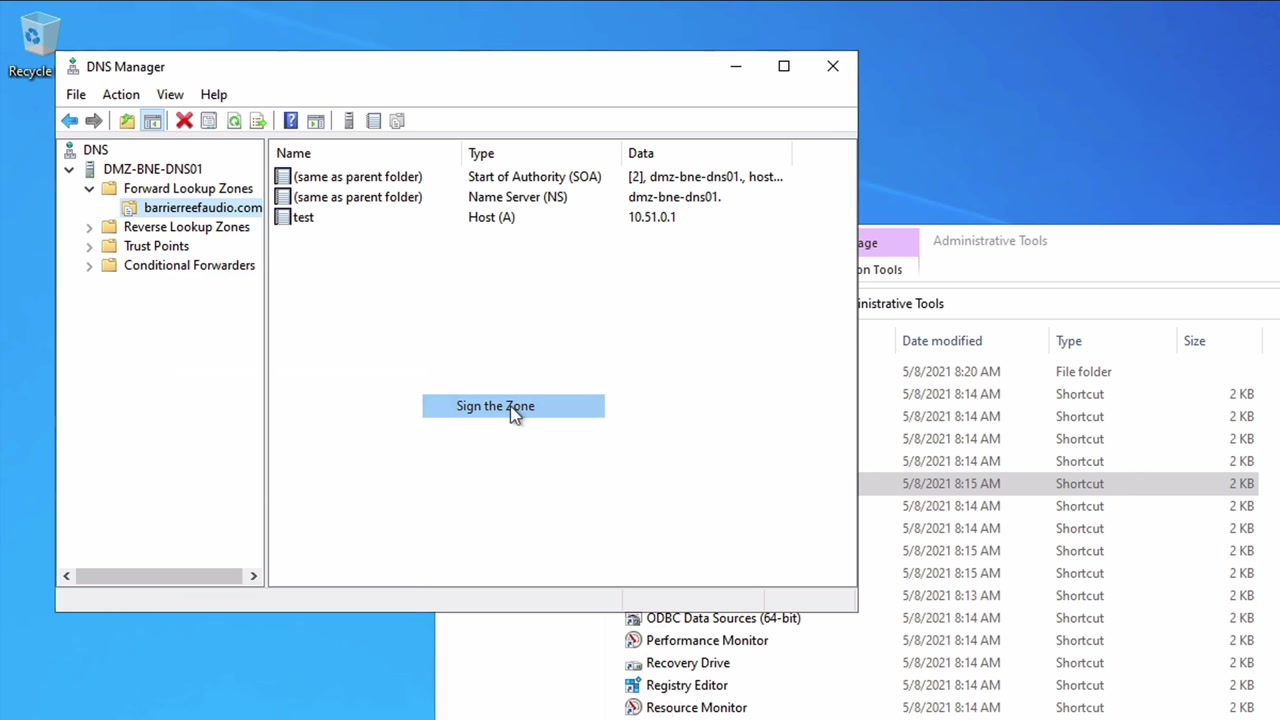 Recycle
DNS Manager
File Action View Help
DNS
DMZ-BNE-DNS01
Forward Lookup Zones
barrierreefaudio.com
Reverse Lookup Zones
Trust Points
Conditional Forwarders
Name Type Data
(same as parent folder) Start of Authority (SOA) [2], dmz-bne-dns01., host...
(same as parent folder) Name Server (NS) dmz-bne-dns01.
test Host (A) 10.51.0.1
Sign the Zone
age Administrative Tools
on Tools
inistrative Tools
Date modified Type Size
5/8/2021 8:20 AM File folder
5/8/2021 8:14 AM Shortcut 2 KB
5/8/2021 8:14 AM Shortcut 2 KB
5/8/2021 8:14 AM Shortcut 2 KB
5/8/2021 8:14 AM Shortcut 2 KB
5/8/2021 8:15 AM Shortcut 2 KB
5/8/2021 8:14 AM Shortcut 2 KB
5/8/2021 8:14 AM Shortcut 2 KB
5/8/2021 8:15 AM Shortcut 2 KB
5/8/2021 8:15 AM Shortcut 2 KB
5/8/2021 8:13 AM Shortcut 2 KB
ODBC Data Sources (64-bit) 5/8/2021 8:14 AM Shortcut 2 KB
Performance Monitor 5/8/2021 8:14 AM Shortcut 2 KB
Recovery Drive 5/8/2021 8:14 AM Shortcut 2 KB
Registry Editor 5/8/2021 8:14 AM Shortcut 2 KB
Resource Monitor 5/8/2021 8:14 AM Shortcut 2 KB